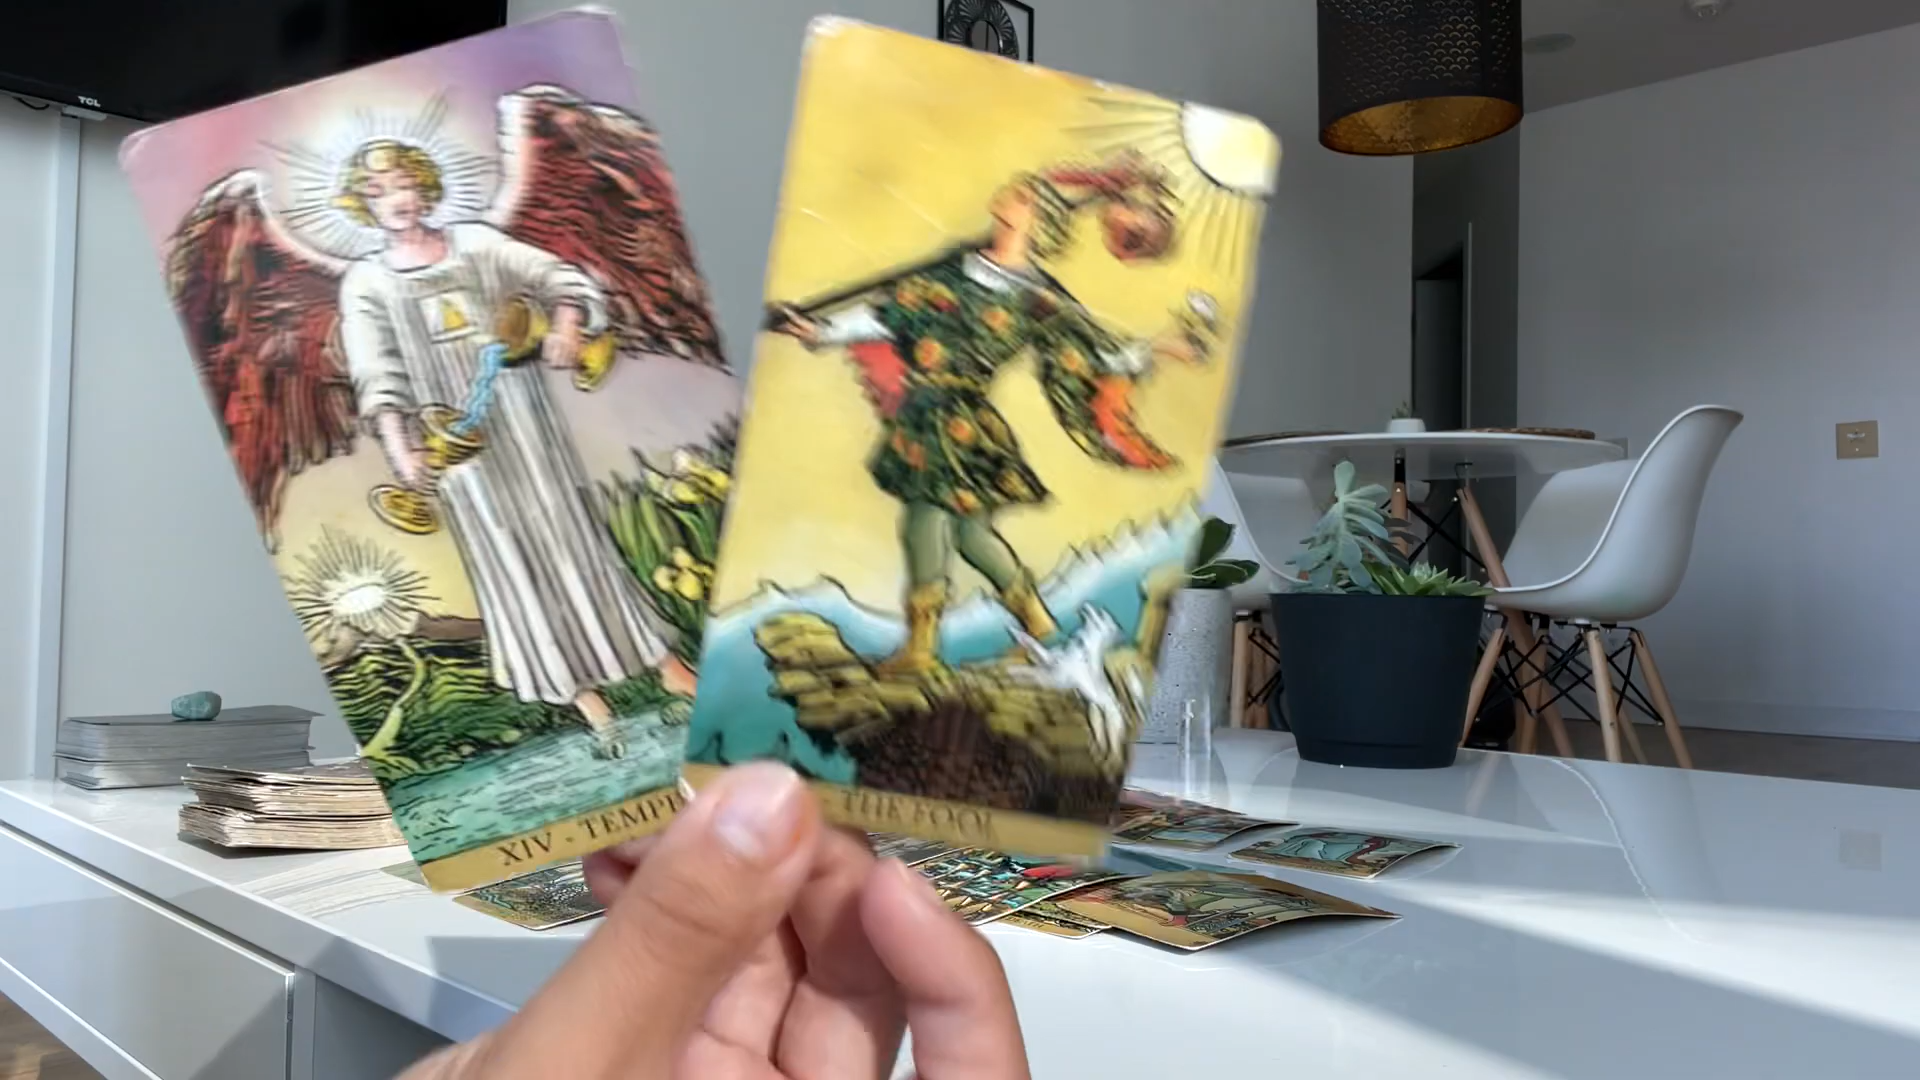 TCL
XIV · TEMPE
· THE FOOL